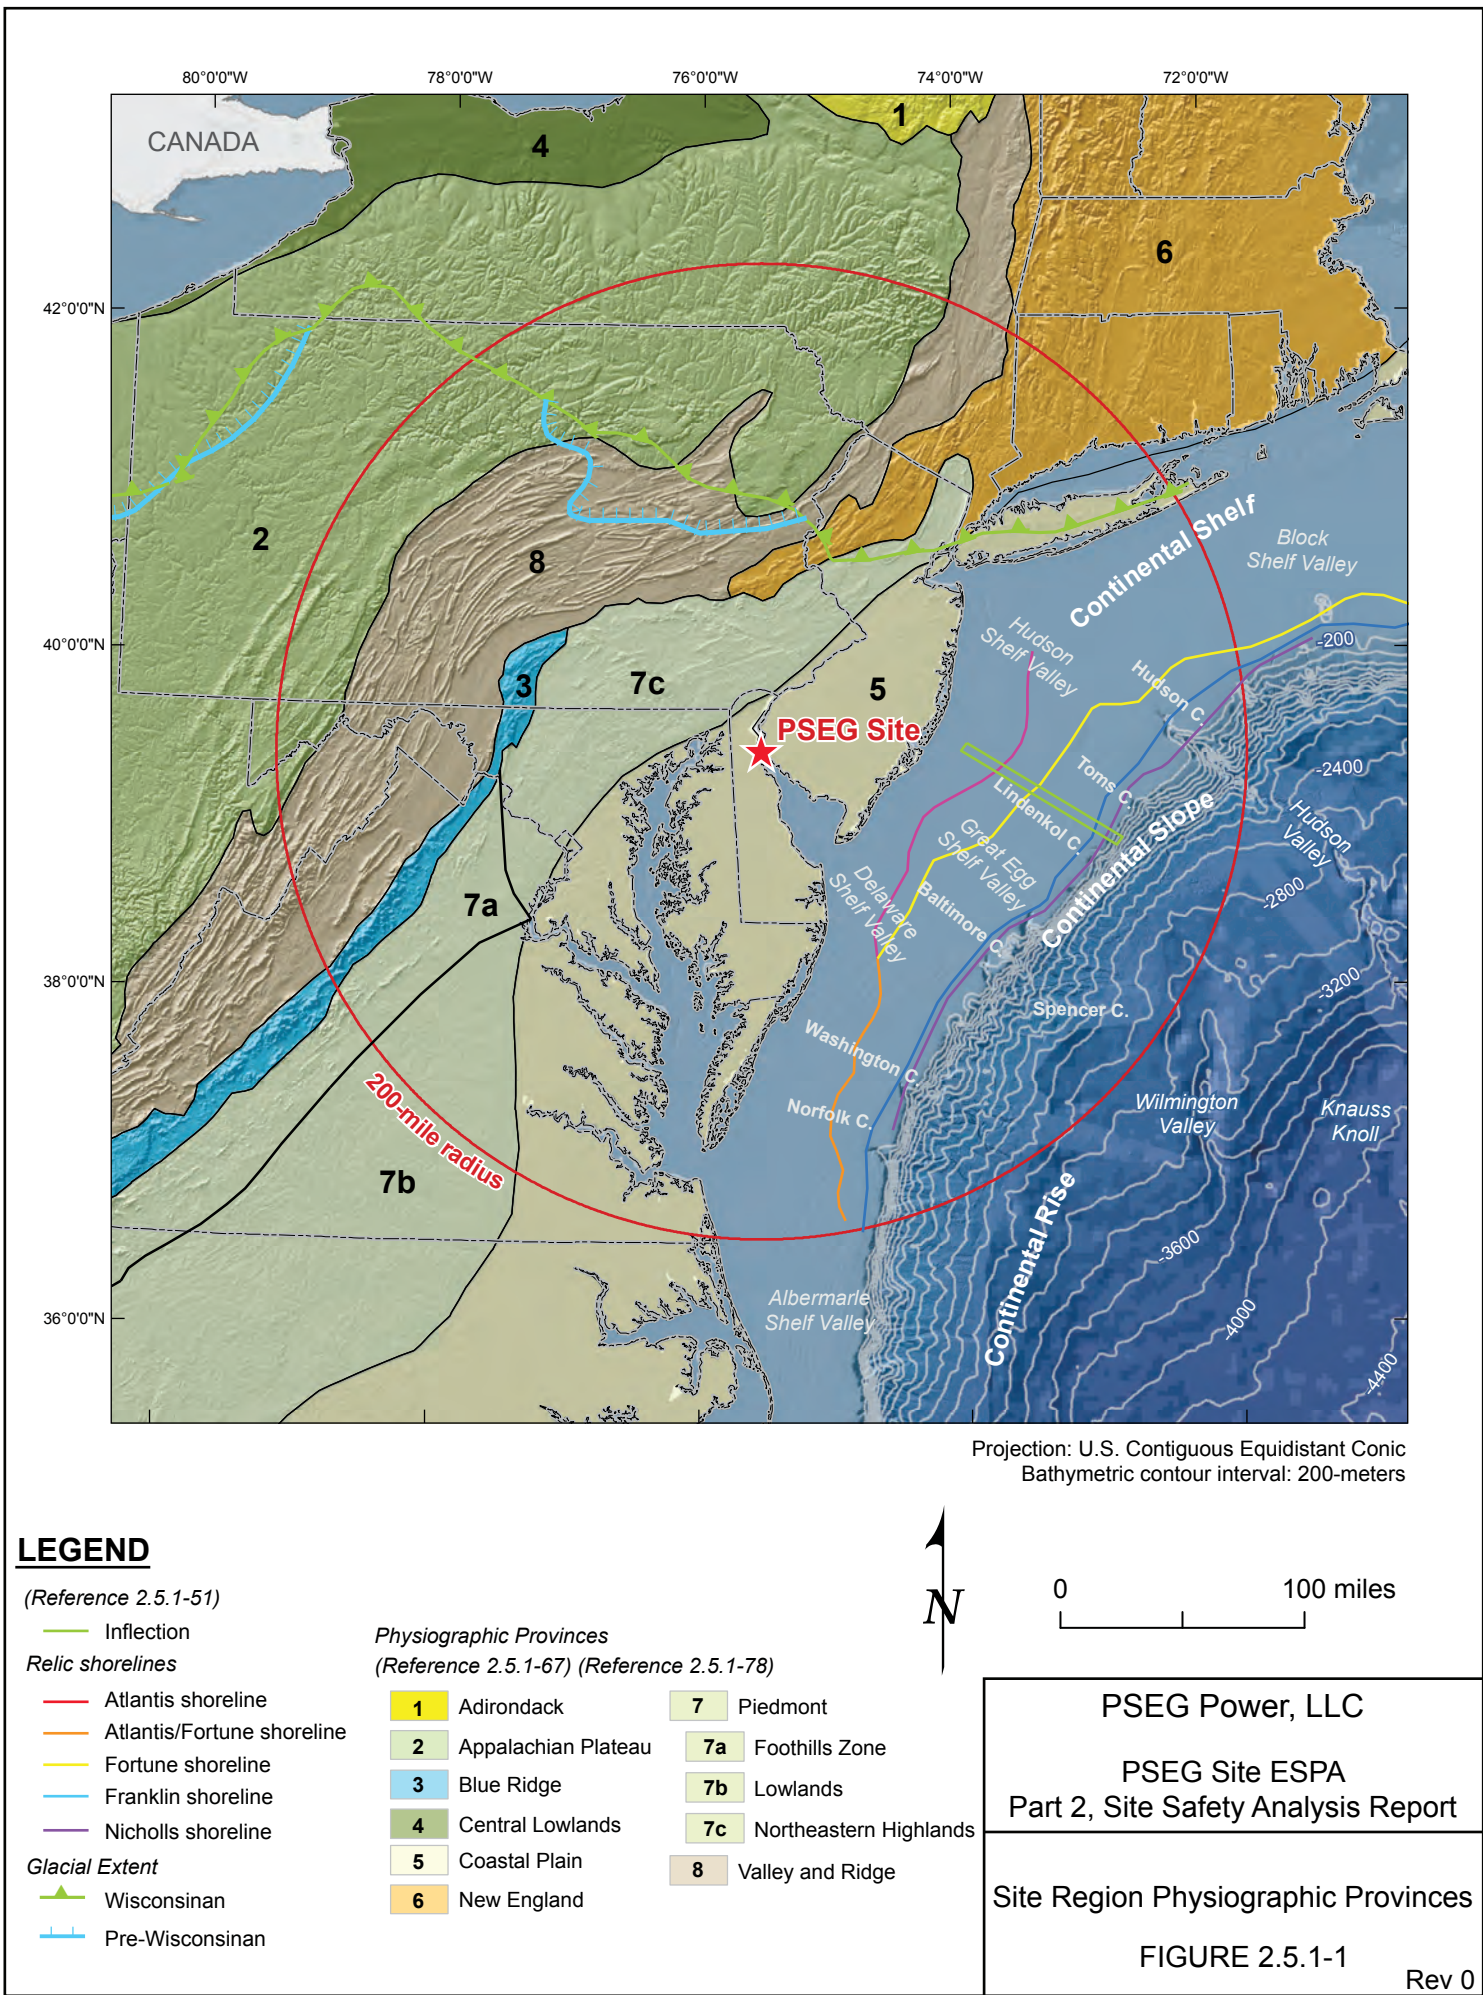 80°0'0"W
78°0'0"W
76°0'0"W
74°0'0"W
72°0'0"W
CANADA
4
1
6
42°0'0"N
2
8
Continental Shelf
Block
Shelf Valley
40°0'0"N
Hudson
Shelf Valley
-200
3
7c
5
Hudson C.
PSEG Site
Toms C.
-2400
Lindenkol C.
Hudson
Valley
Continental Slope
Great Egg
Shelf Valley
Delaware
Shelf Valley
Baltimore C.
-2800
7a
38°0'0"N
-3200
Spencer C.
Washington C.
200-mile radius
Norfolk C.
Wilmington
Valley
Knauss
Knoll
7b
Continental Rise
-3600
36°0'0"N
Albermarle
Shelf Valley
-4000
-4400
Projection: U.S. Contiguous Equidistant Conic
Bathymetric contour interval: 200-meters
LEGEND
(Reference 2.5.1-51)
Inflection
Relic shorelines
Atlantis shoreline
Atlantis/Fortune shoreline
Fortune shoreline
Franklin shoreline
Nicholls shoreline
Glacial Extent
Wisconsinan
Pre-Wisconsinan
Physiographic Provinces
(Reference 2.5.1-67) (Reference 2.5.1-78)
1 Adirondack
2 Appalachian Plateau
3 Blue Ridge
4 Central Lowlands
5 Coastal Plain
6 New England
7 Piedmont
7a Foothills Zone
7b Lowlands
7c Northeastern Highlands
8 Valley and Ridge
N
0 100 miles
PSEG Power, LLC
PSEG Site ESPA
Part 2, Site Safety Analysis Report
Site Region Physiographic Provinces
FIGURE 2.5.1-1
Rev 0